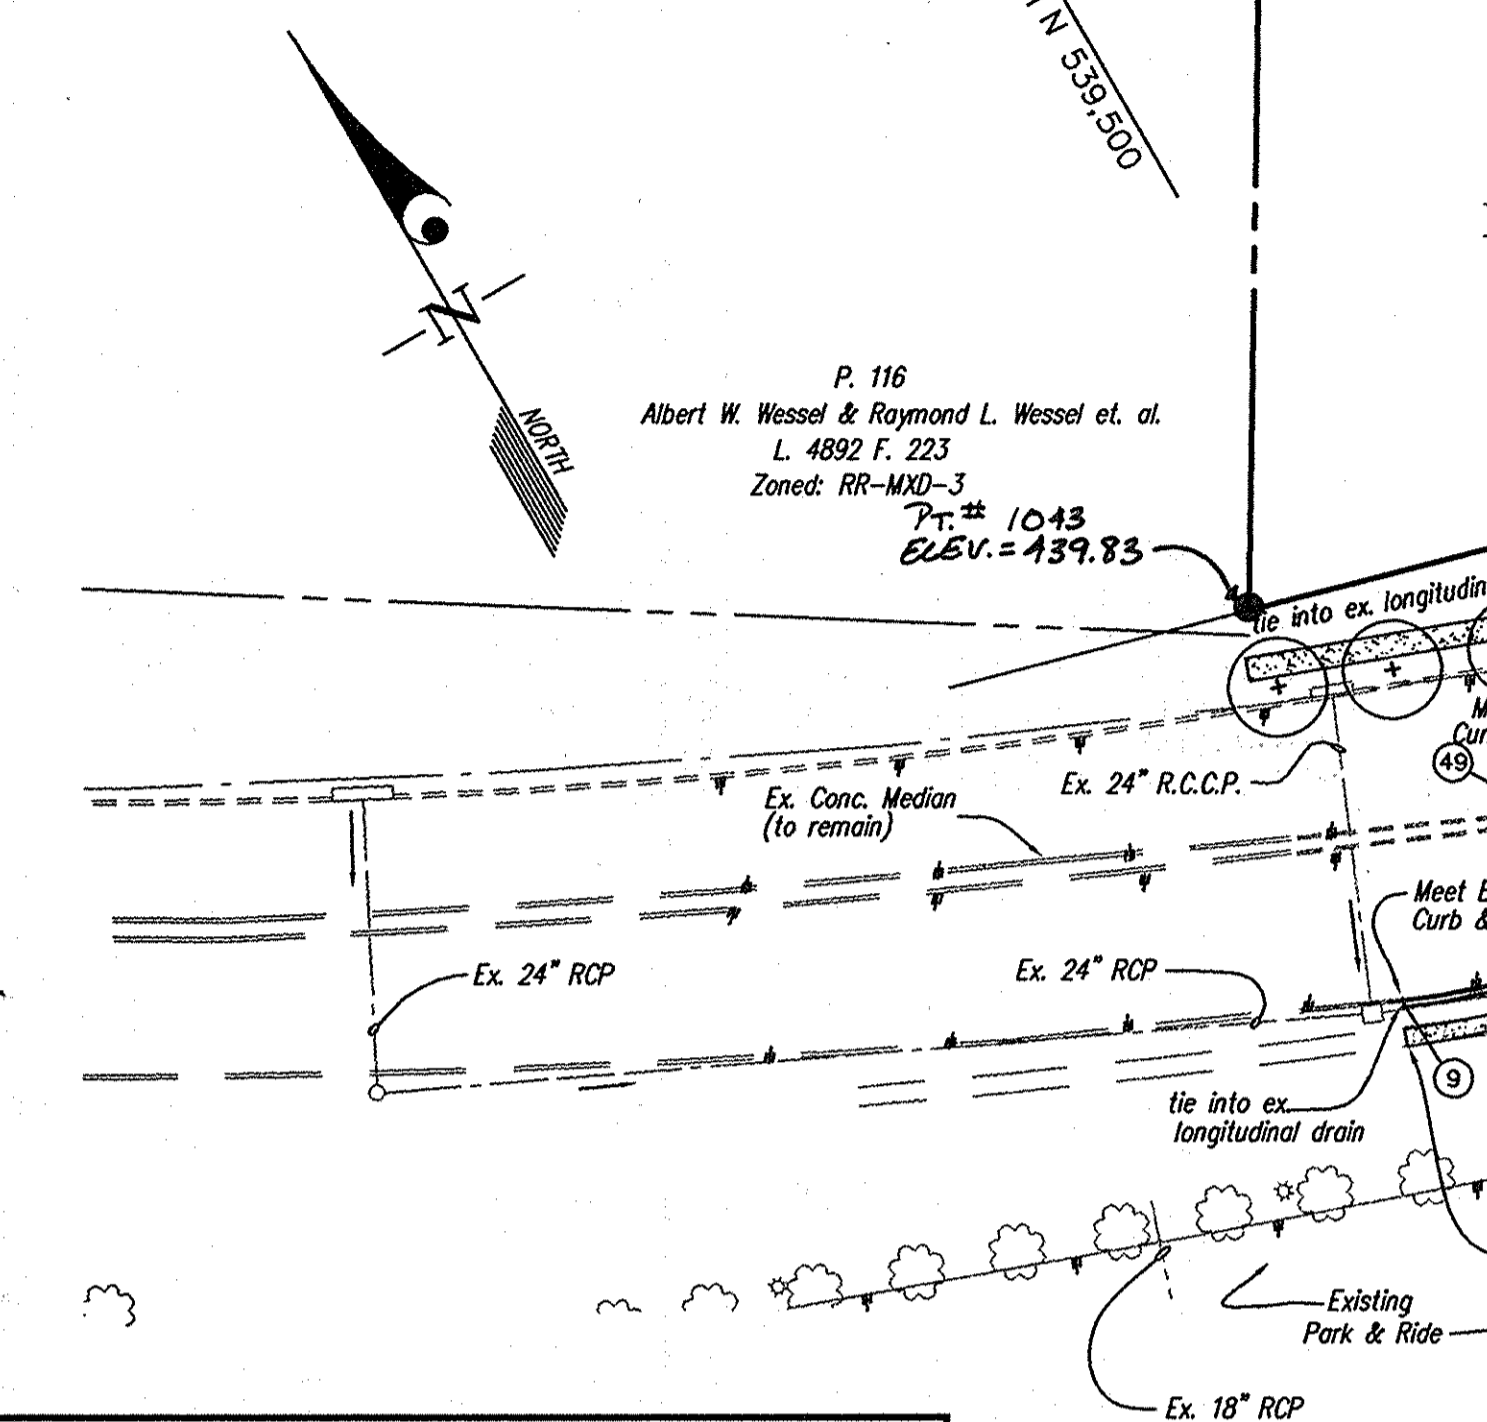 N 539,500
N
NORTH
P. 116
Albert W. Wessel & Raymond L. Wessel et. al.
L. 4892 F. 223
Zoned: RR-MXD-3
PT.# 1043
ELEV.=439.83
tie into ex. longitudin
Ex. 24" R.C.C.P.
49
Ex. Conc. Median
(to remain)
Meet E
Curb &
Ex. 24" RCP
Ex. 24" RCP
9
tie into ex.
longitudinal drain
Existing
Park & Ride
Ex. 18" RCP